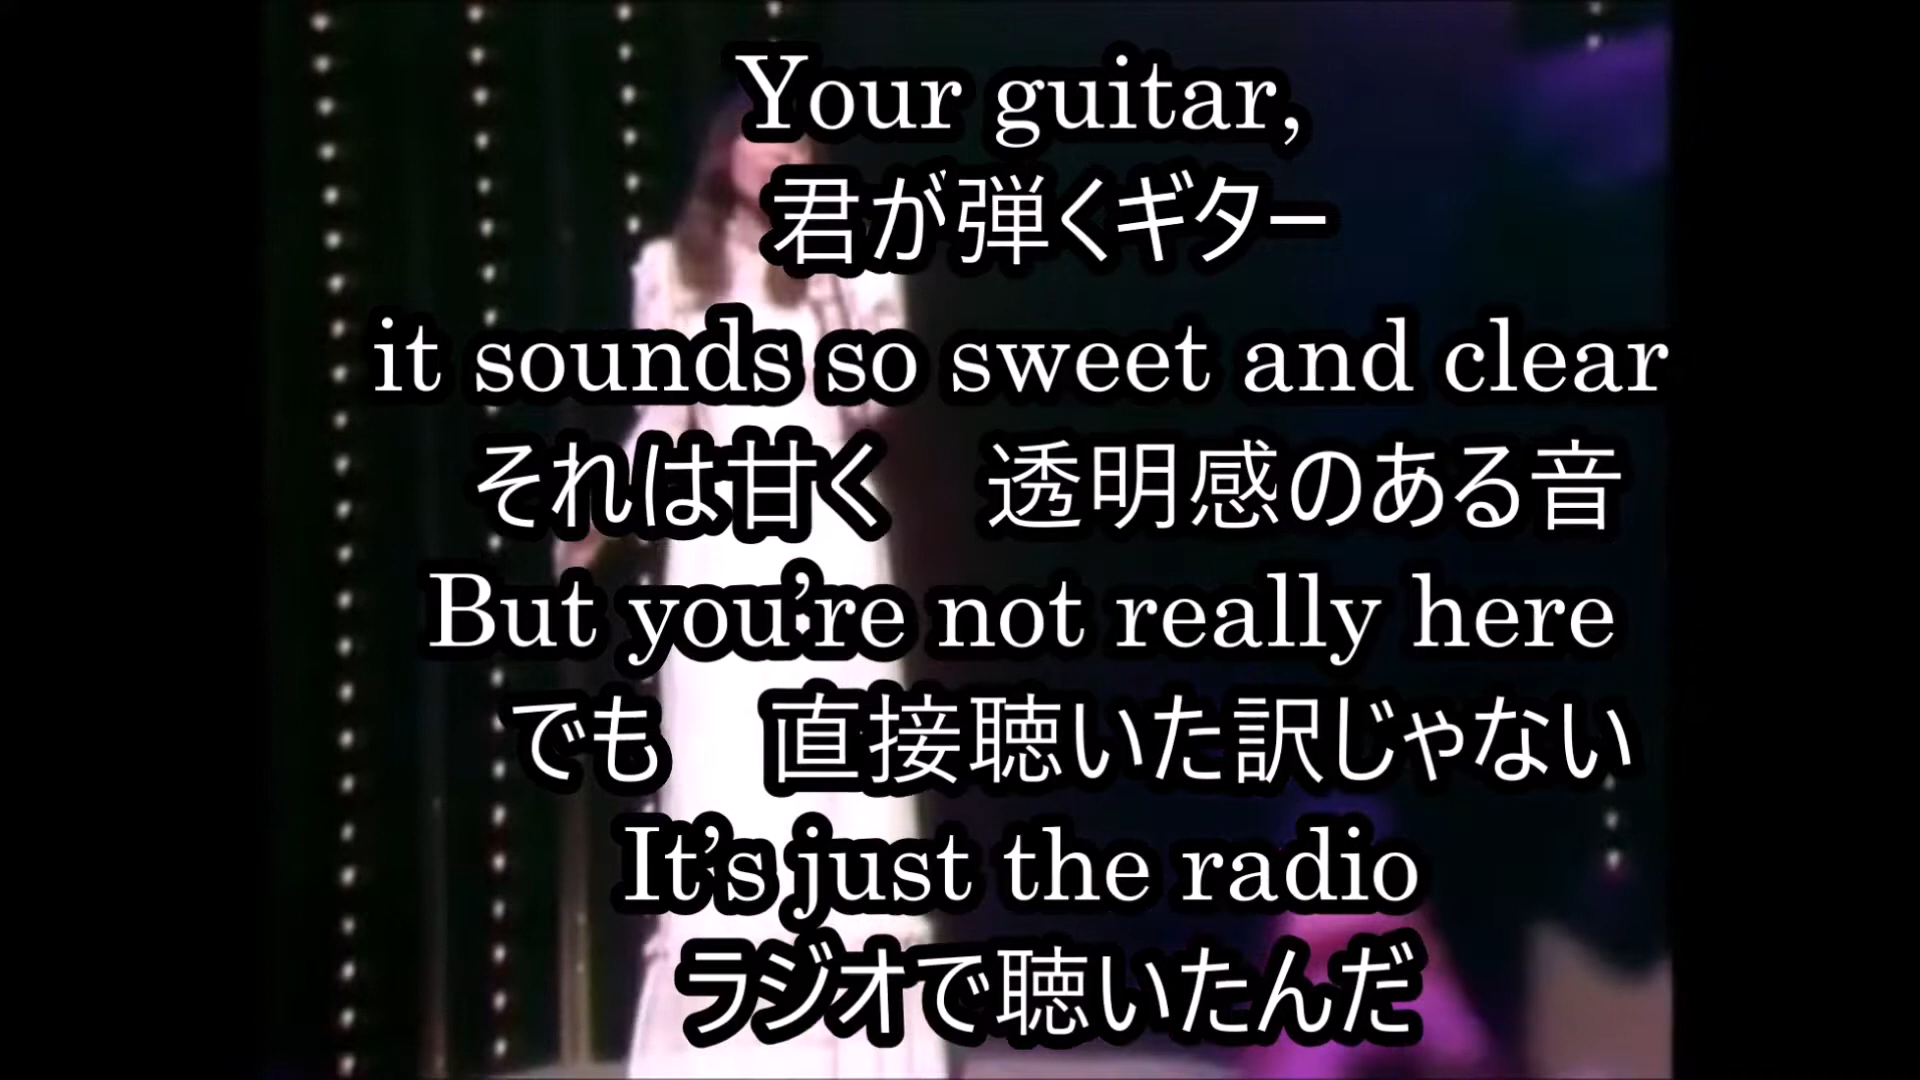 Your guitar,
君が弾くギター
it sounds so sweet and clear
それは甘く　透明感のある音
But you're not really here
でも　直接聴いた訳じゃない
It's just the radio
ラジオで聴いたんだ